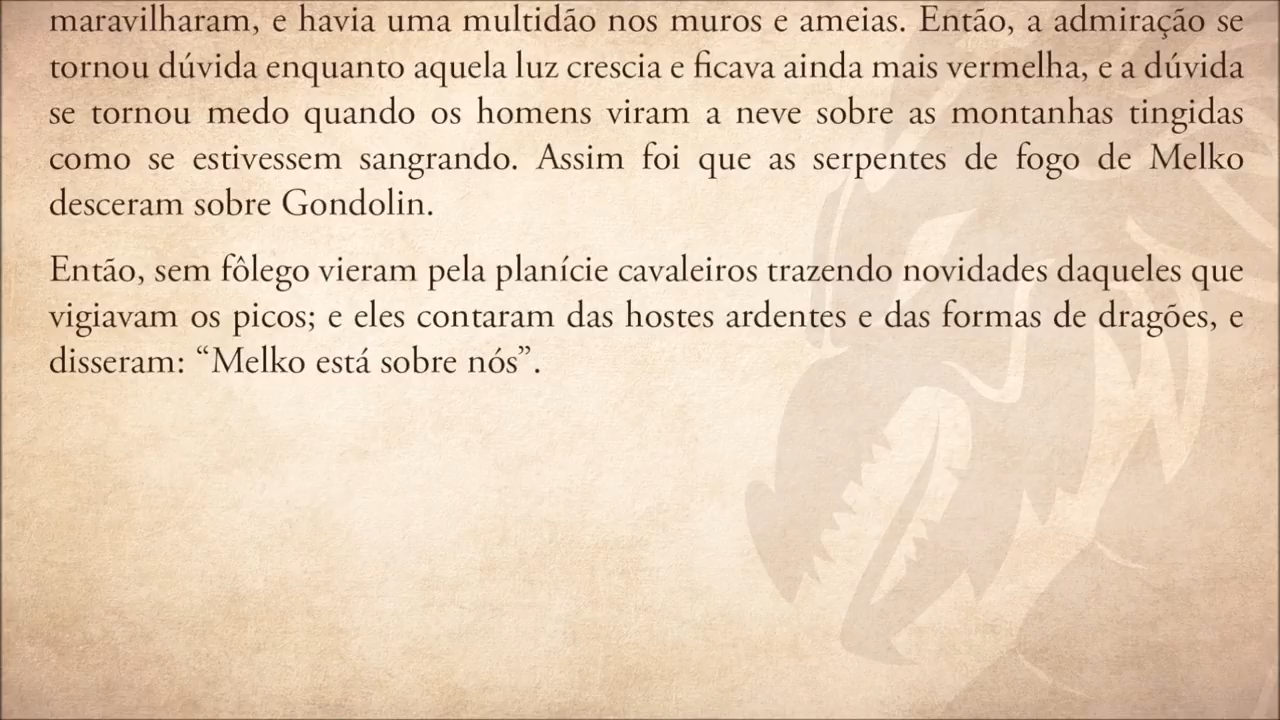 maravilharam, e havia uma multidão nos muros e ameias. Então, a admiração se
tornou dúvida enquanto aquela luz crescia e ficava ainda mais vermelha, e a dúvida
se tornou medo quando os homens viram a neve sobre as montanhas tingidas
como se estivessem sangrando. Assim foi que as serpentes de fogo de Melko
desceram sobre Gondolin.
Então, sem fôlego vieram pela planície cavaleiros trazendo novidades daqueles que
vigiavam os picos; e eles contaram das hostes ardentes e das formas de dragões, e
disseram: “Melko está sobre nós”.